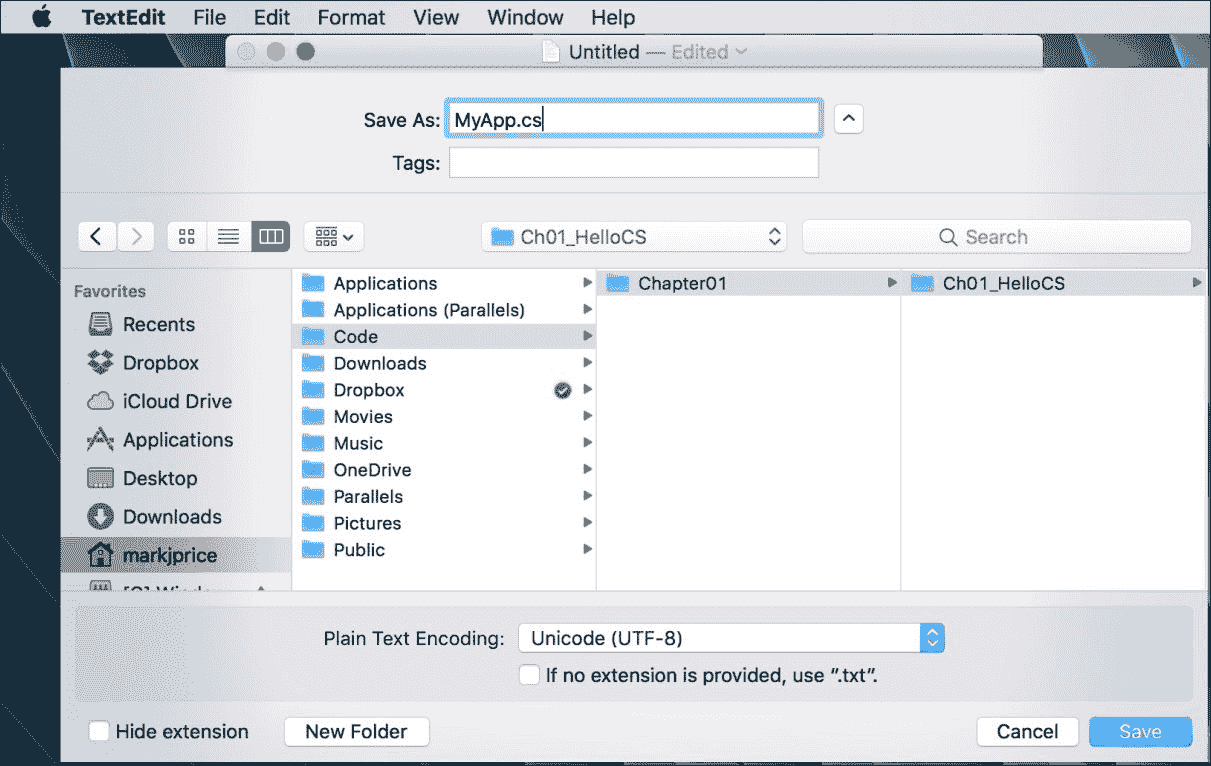 TextEdit File Edit Format View Window Help
Untitled — Edited
Save As: MyApp.cs
Tags:
Ch01_HelloCS
Search
Favorites
Recents
Dropbox
iCloud Drive
Applications
Desktop
Downloads
markjprice
Applications
Applications (Parallels)
Code
Downloads
Dropbox
Movies
Music
OneDrive
Parallels
Pictures
Public
Chapter01
Ch01_HelloCS
Plain Text Encoding: Unicode (UTF-8)
If no extension is provided, use “.txt”.
Hide extension
New Folder
Cancel
Save